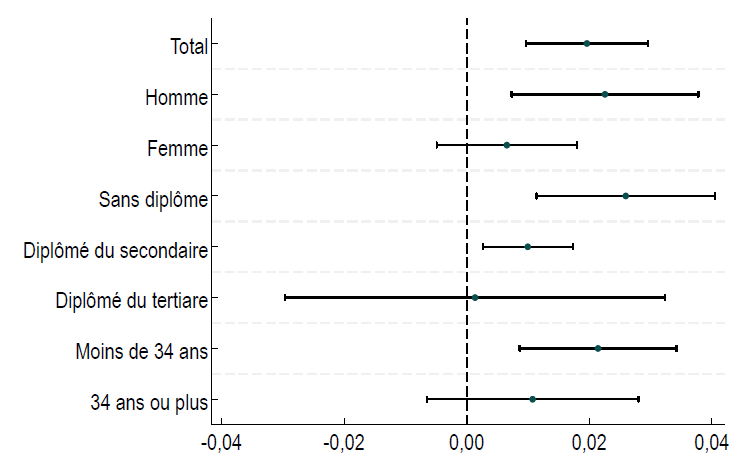 Total
Homme
Femme
Sans diplôme
Diplômé du secondaire
Diplômé du tertiaire
Moins de 34 ans
34 ans ou plus
-0,04 -0,02 0,00 0,02 0,04